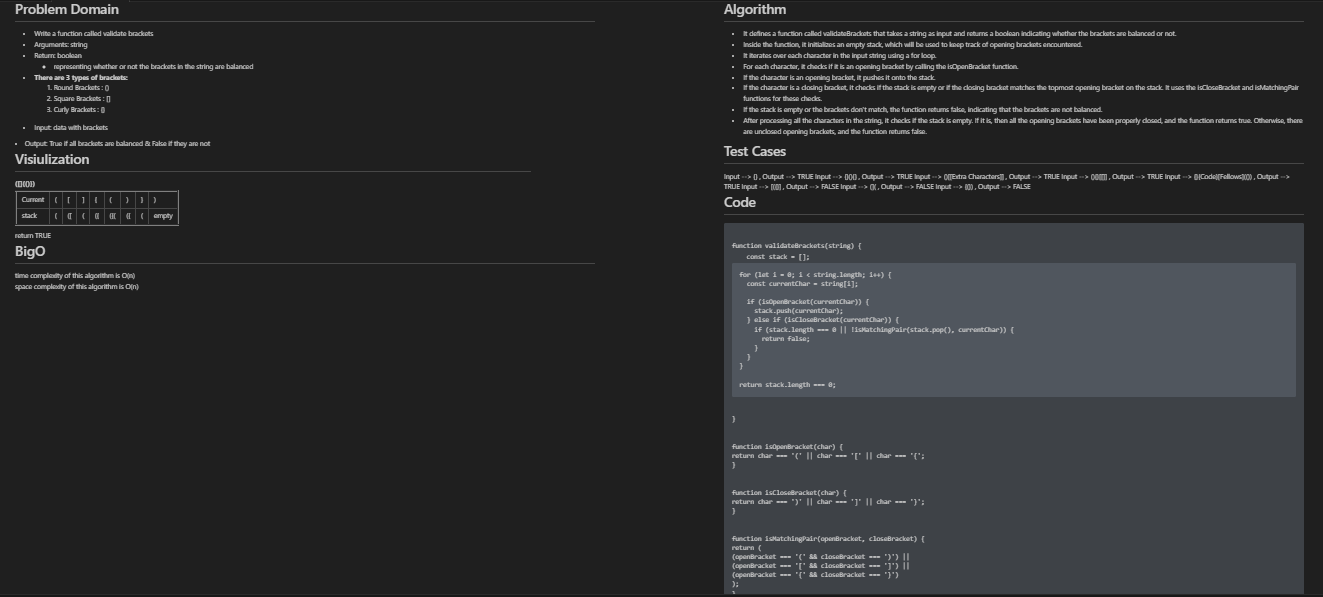 Problem Domain
• Write a function called validate brackets
• Arguments: string
• Return: boolean
• representing whether or not the brackets in the string are balanced
• There are 3 types of brackets:
1. Round Brackets : ()
2. Square Brackets : []
3. Curly Brackets : {}
• Input: data with brackets
• Output: True if all brackets are balanced & False if they are not
Visiulization
Current
stack
empty
return TRUE
BigO
time complexity of this algorithm is O(n)
space complexity of this algorithm is O(n)
Algorithm
• It defines a function called validateBrackets that takes a string as input and returns a boolean indicating whether the brackets are balanced or not.
• Inside the function, it initializes an empty stack, which will be used to keep track of opening brackets encountered.
• It iterates over each character in the input string using a for loop.
• For each character, it checks if it is an opening bracket by calling the isOpenBracket function.
• If the character is an opening bracket, it pushes it onto the stack.
• If the character is a closing bracket, it checks if the stack is empty or if the closing bracket matches the topmost opening bracket on the stack. It uses the isCloseBracket and isMatchingPair
functions for these checks.
• If the stack is empty or the brackets don't match, the function returns false, indicating that the brackets are not balanced.
• After processing all the characters in the string, it checks if the stack is empty. If it is, then all the opening brackets have been properly closed, and the function returns true. Otherwise, there
are unclosed opening brackets, and the function returns false.
Test Cases
Input --> {} , Output --> TRUE Input --> , Output --> TRUE Input --> ()[[Extra Characters]] , Output --> TRUE Input --> , Output --> TRUE Input --> , Output -->
TRUE Input --> , Output --> FALSE Input --> , Output --> FALSE Input --> , Output --> FALSE
Code
function validateBrackets(string) {
const stack = [];
for (let i = 0; i < string.length; i++) {
const currentChar = string[i];
if (isOpenBracket(currentChar)) {
stack.push(currentChar);
} else if (isCloseBracket(currentChar)) {
if (stack.length === 0 || !isMatchingPair(stack.pop(), currentChar)) {
return false;
}
}
}
return stack.length === 0;
}
function isOpenBracket(char) {
return char === '(' || char === '[' || char === '{';
}
function isCloseBracket(char) {
return char === ')' || char === ']' || char === '}';
}
function isMatchingPair(openBracket, closeBracket) {
return (
(openBracket === '(' && closeBracket === ')') ||
(openBracket === '[' && closeBracket === ']') ||
(openBracket === '{' && closeBracket === '}')
);
}